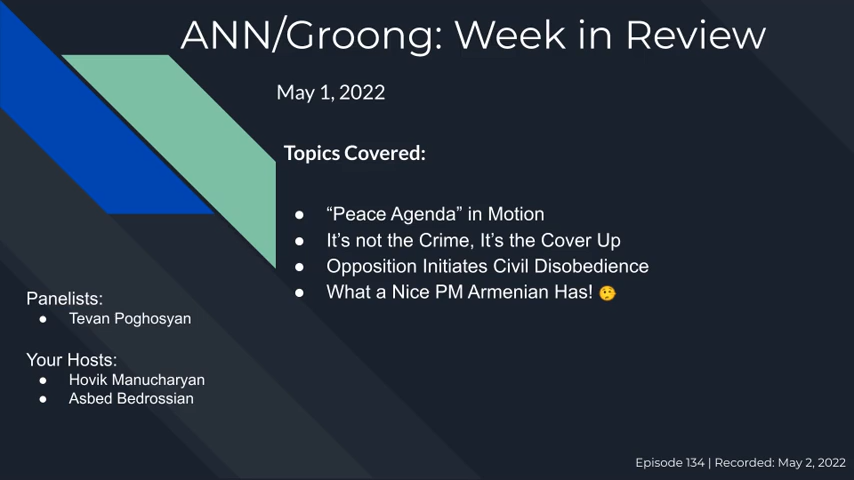 ANN/Groong: Week in Review
May 1, 2022
Topics Covered:
● “Peace Agenda” in Motion
● It’s not the Crime, It’s the Cover Up
● Opposition Initiates Civil Disobedience
● What a Nice PM Armenian Has! 🤨
Panelists:
● Tevan Poghosyan
Your Hosts:
● Hovik Manucharyan
● Asbed Bedrossian
Episode 134 | Recorded: May 2, 2022